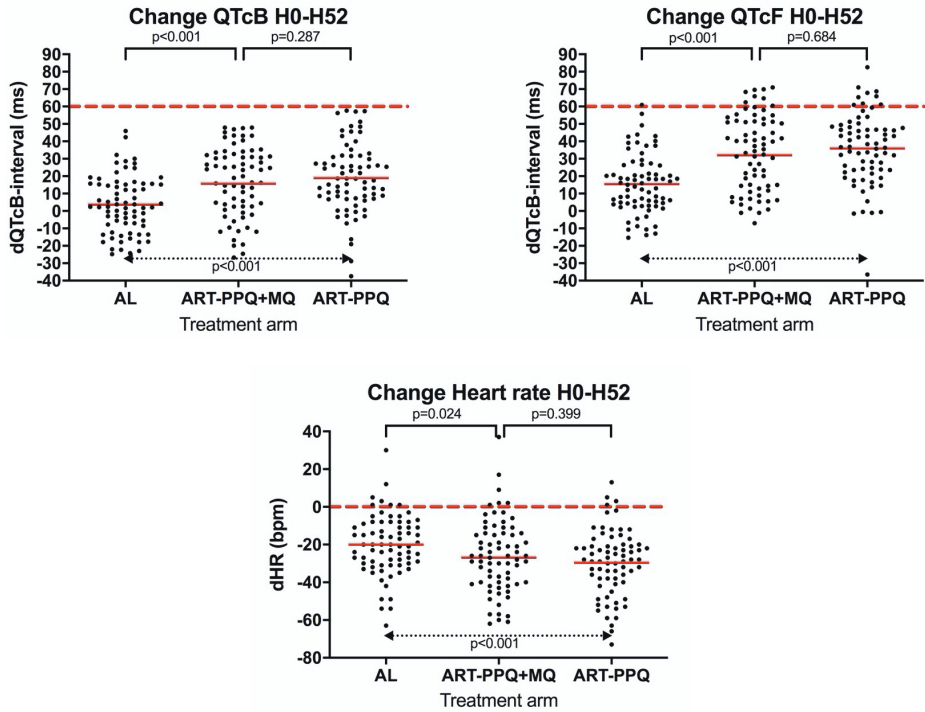 Change QTcB H0-H52
p<0.001 p=0.287
90
80
70
60
50
40
30
20
10
0
-10
-20
-30
-40
dQTcB-interval (ms)
p<0.001
AL ART-PPQ+MQ ART-PPQ
Treatment arm
Change QTcF H0-H52
p<0.001 p=0.684
90
80
70
60
50
40
30
20
10
0
-10
-20
-30
-40
dQTcB-interval (ms)
p<0.001
AL ART-PPQ+MQ ART-PPQ
Treatment arm
Change Heart rate H0-H52
p=0.024 p=0.399
40
20
0
-20
-40
-60
-80
dHR (bpm)
p<0.001
AL ART-PPQ+MQ ART-PPQ
Treatment arm